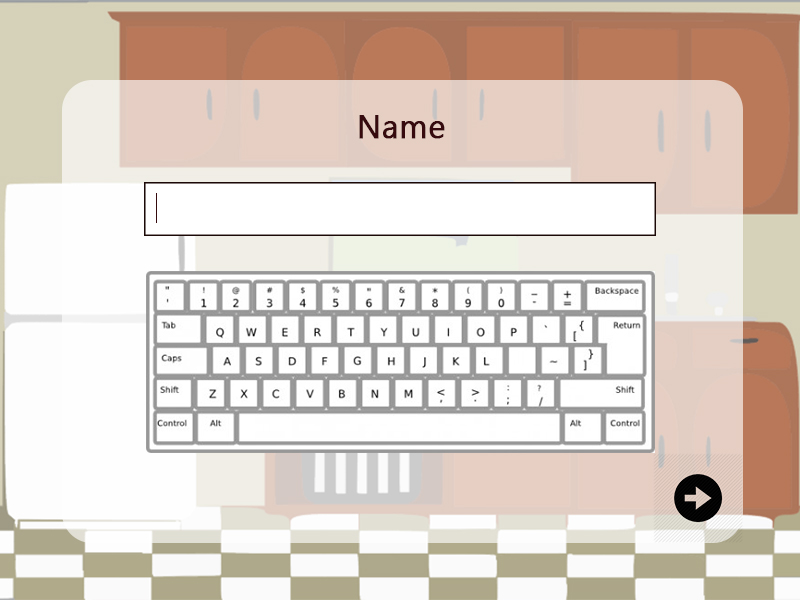 Name
" ! @ # $ % " & * ( ) _ + Backspace
' 1 2 3 4 5 6 7 8 9 0 - =
Tab Q W E R T Y U I O P ` { [ Return
Caps A S D F G H J K L ~ } ]
Shift Z X C V B N M < , > . : ; ? / Shift
Control Alt Alt Control